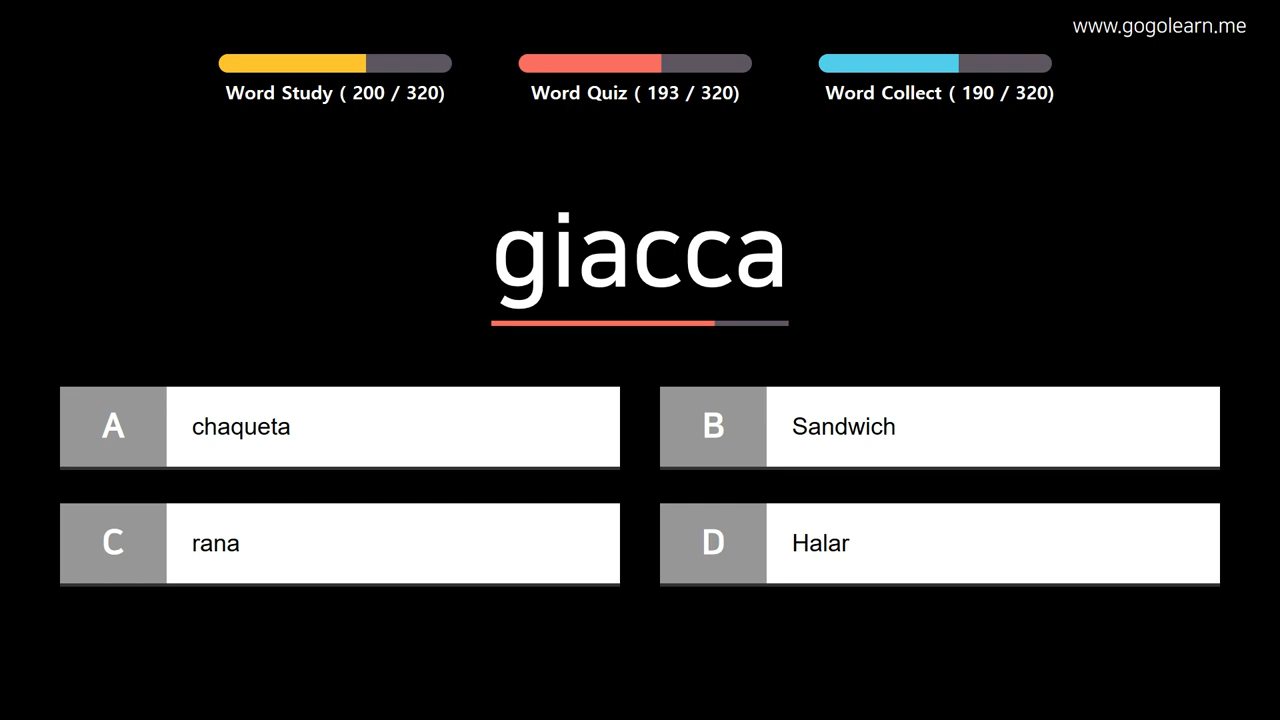 www.gogolearn.me
Word Study ( 200 / 320)
Word Quiz ( 193 / 320)
Word Collect ( 190 / 320)
giacca
A chaqueta
B Sandwich
C rana
D Halar